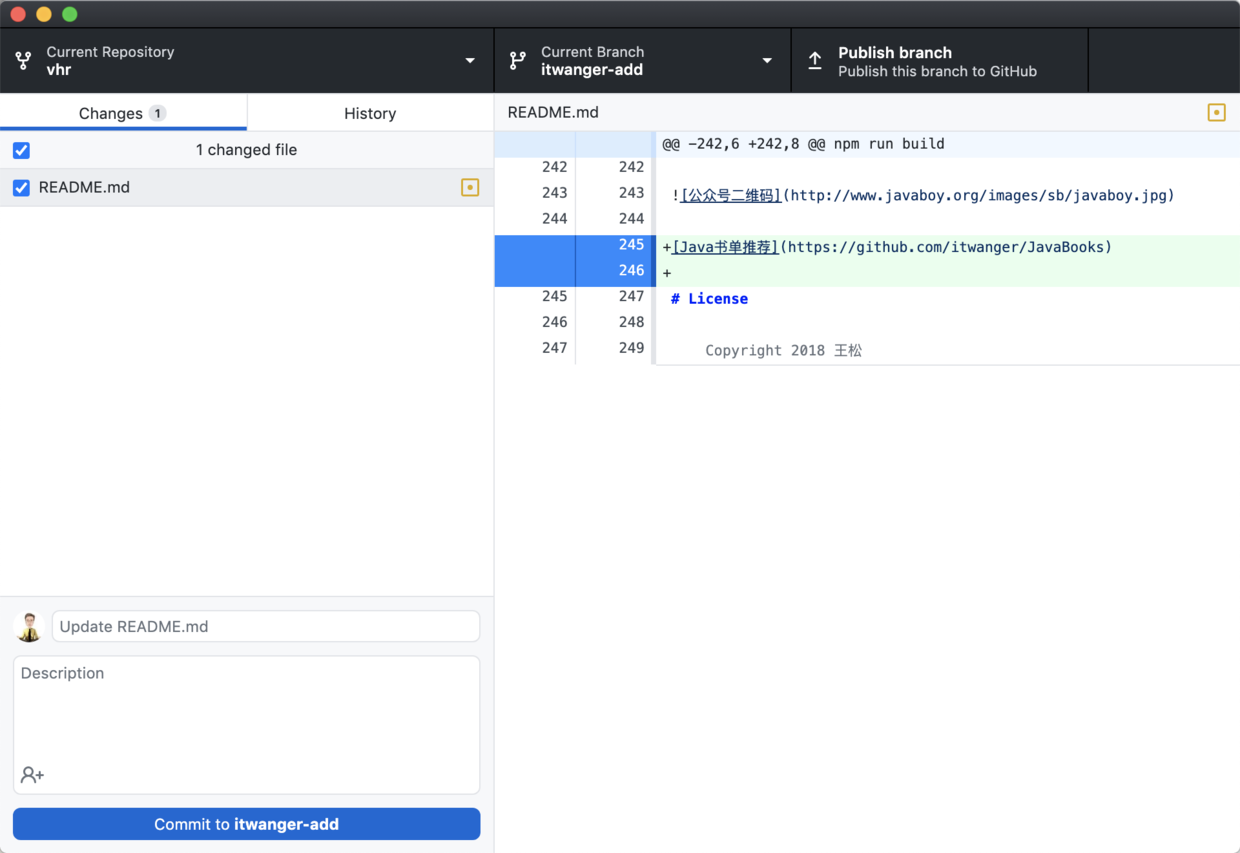 Current Repository
vhr
Current Branch
itwanger-add
Publish branch
Publish this branch to GitHub
Changes 1
History
1 changed file
README.md
README.md
@@ -242,6 +242,8 @@ npm run build
242 242
243 243 ![公众号二维码](http://www.javaboy.org/images/sb/javaboy.jpg)
244 244
245 +[Java书单推荐](https://github.com/itwanger/JavaBooks)
246 +
245 247 # License
246 248
247 249 Copyright 2018 王松
Update README.md
Description
Commit to itwanger-add